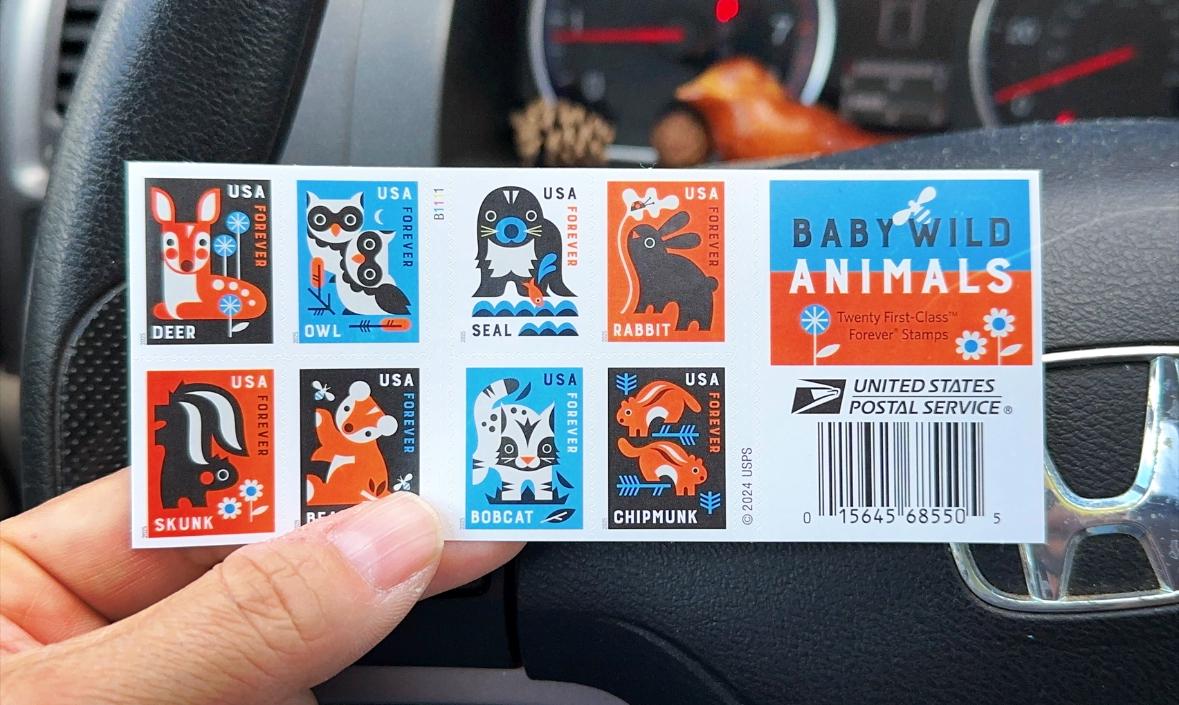 USA
FOREVER
DEER
USA
FOREVER
OWL
B1111
USA
FOREVER
SEAL
USA
FOREVER
RABBIT
BABY WILD
ANIMALS
Twenty First-Class™
Forever® Stamps
USA
FOREVER
SKUNK
USA
FOREVER
USA
FOREVER
BOBCAT
USA
FOREVER
CHIPMUNK
© 2024 USPS
UNITED STATES
POSTAL SERVICE®
0 15645 68550 5
7